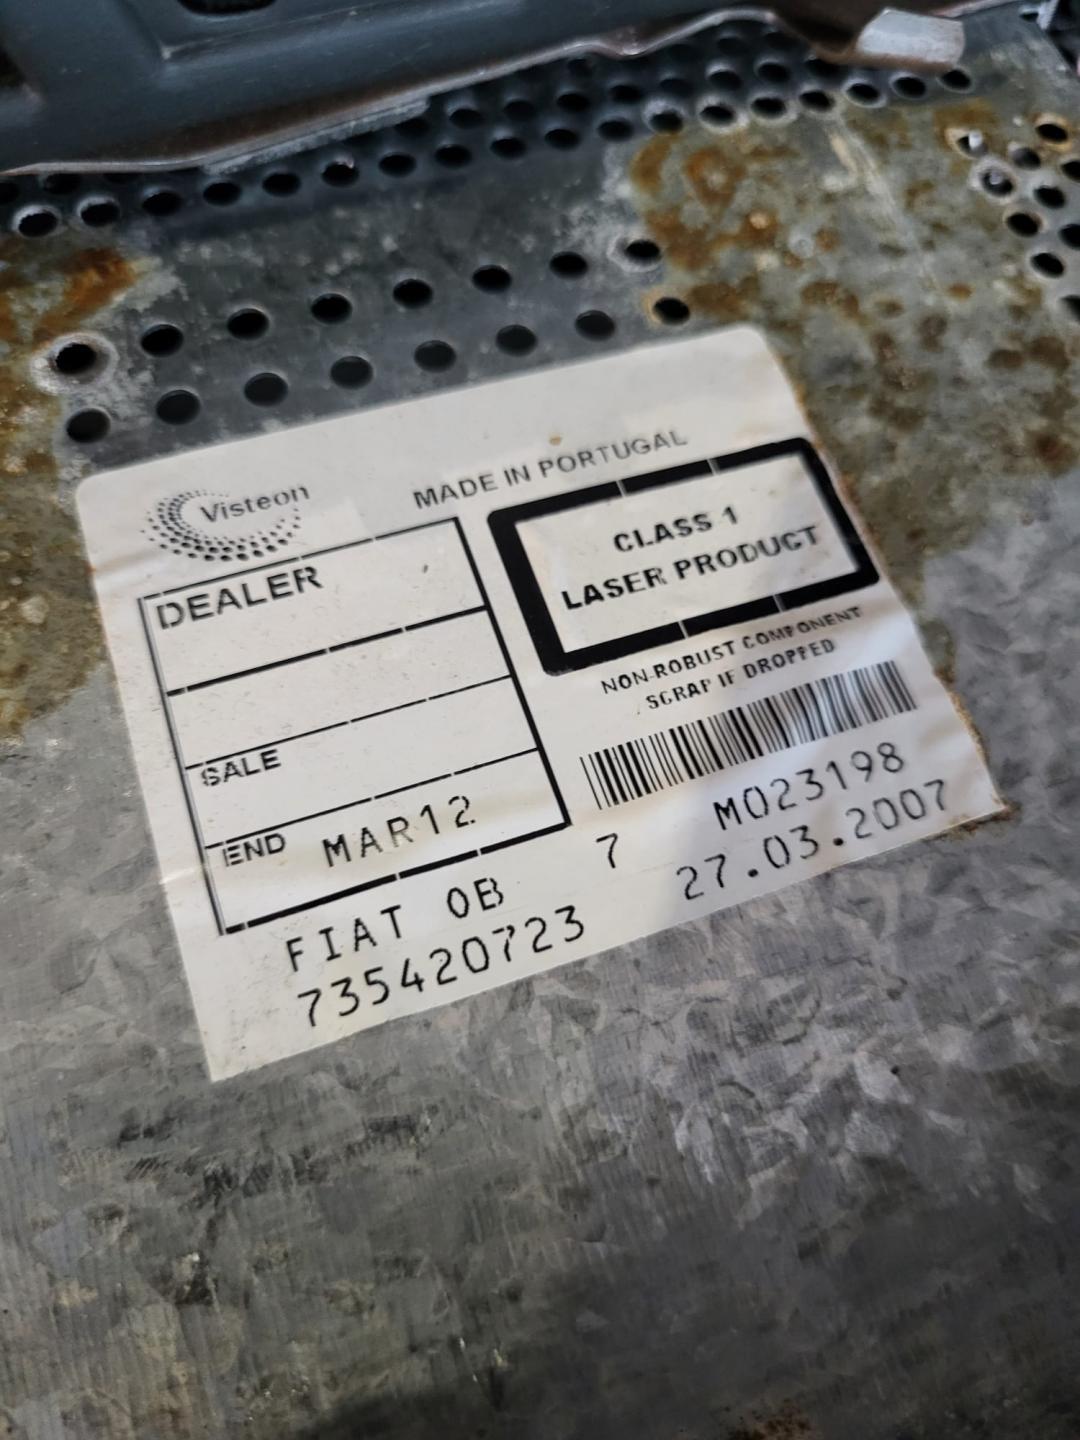 Visteon
MADE IN PORTUGAL
DEALER
SALE
END MAR12
CLASS 1
LASER PRODUCT
NON-ROBUST COMPONENT
SCRAP IF DROPPED
M023198
7 27.03.2007
FIAT 0B
735420723